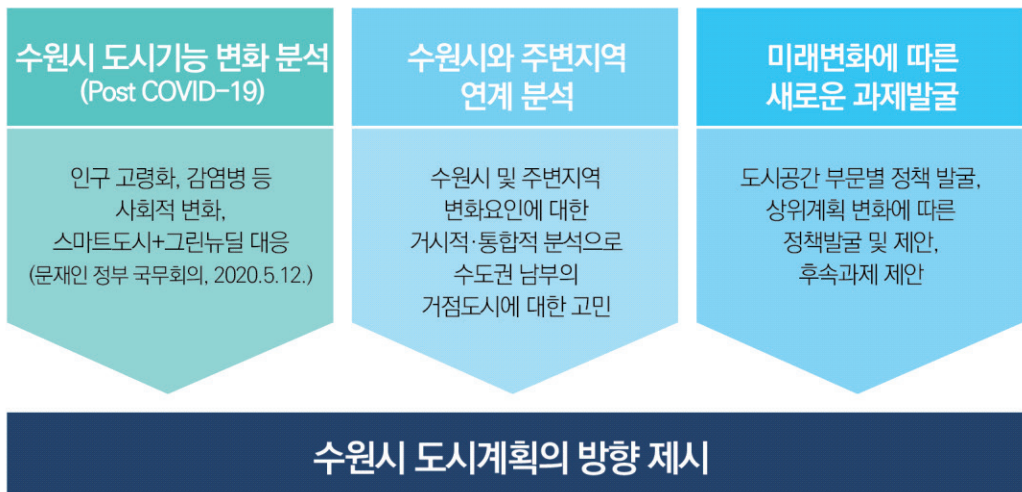 수원시 도시기능 변화 분석
(Post COVID-19)
인구 고령화, 감염병 등
사회적 변화,
스마트도시+그린뉴딜 대응
(문재인 정부 국무회의, 2020.5.12.)
수원시와 주변지역
연계 분석
수원시 및 주변지역
변화요인에 대한
거시적·통합적 분석으로
수도권 남부의
거점도시에 대한 고민
미래변화에 따른
새로운 과제발굴
도시공간 부문별 정책 발굴,
상위계획 변화에 따른
정책발굴 및 제안,
후속과제 제안
수원시 도시계획의 방향 제시